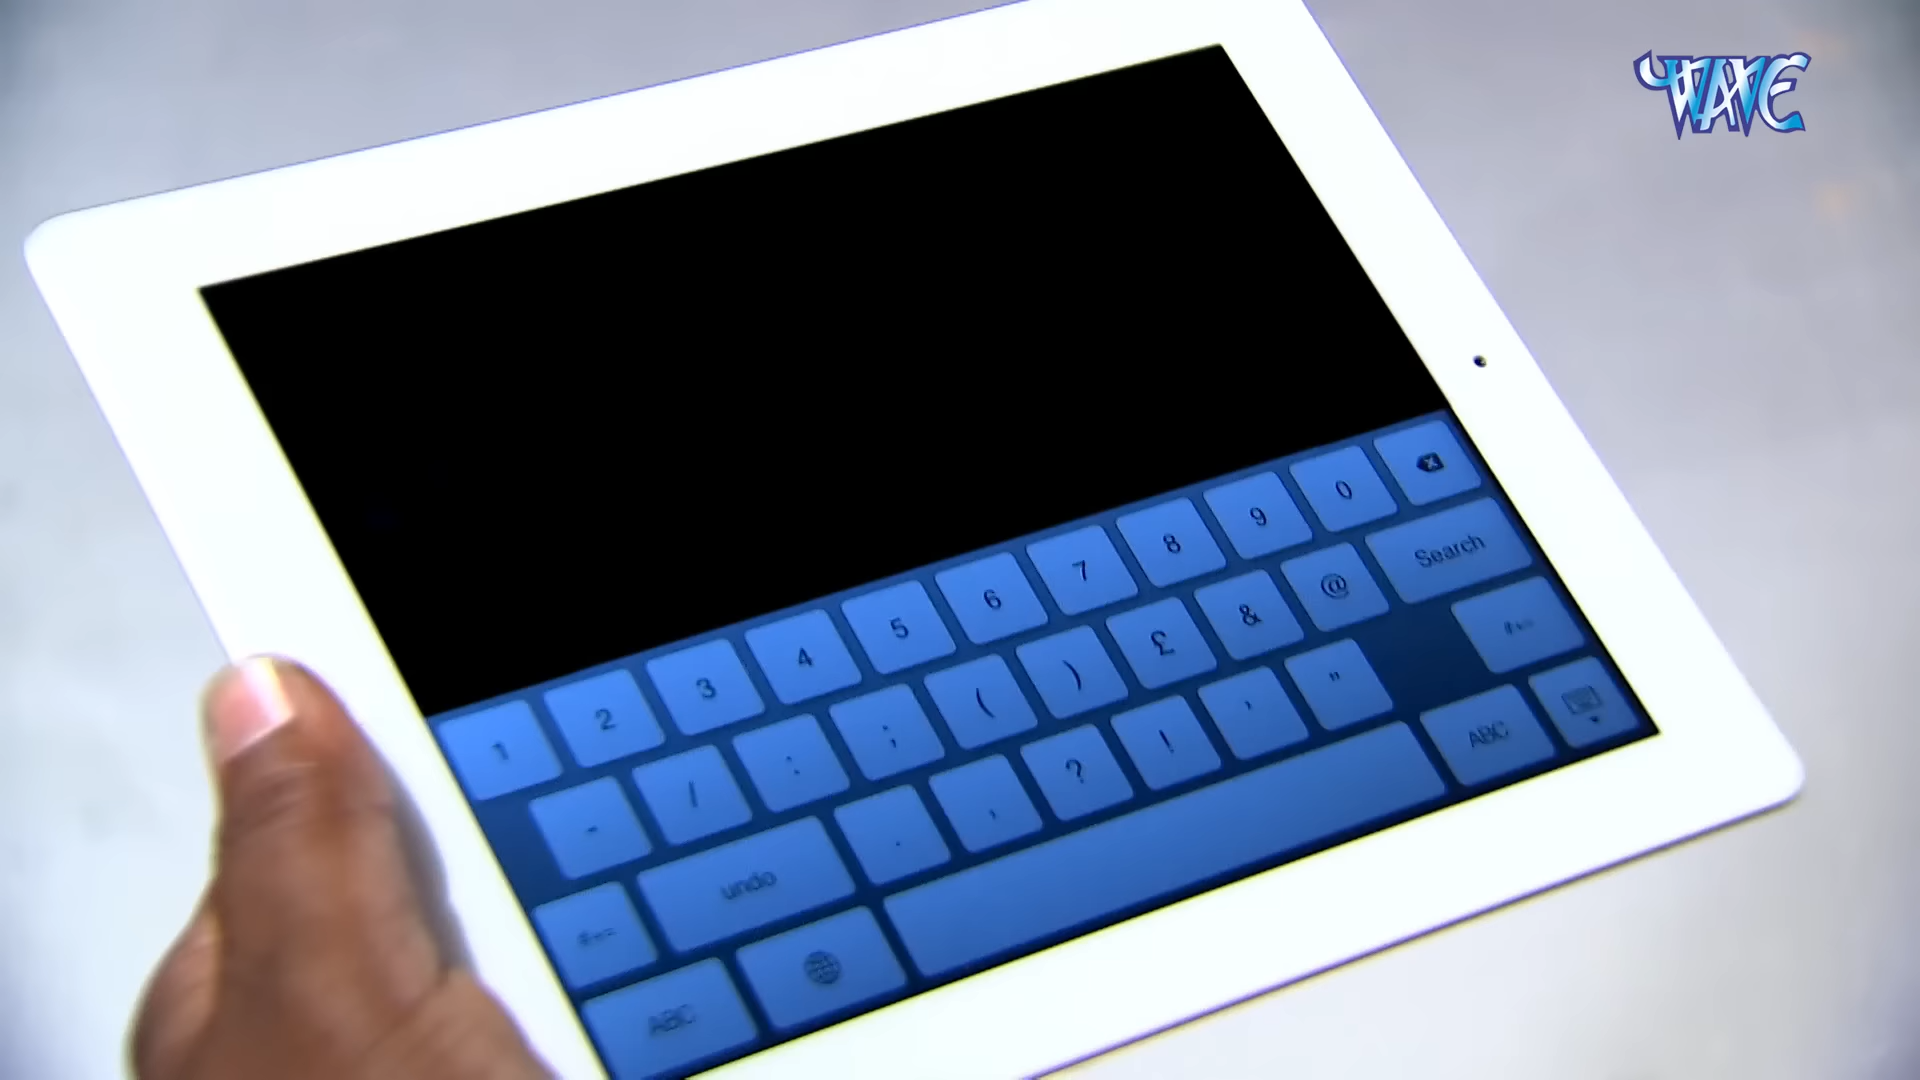 WAVE
1 2 3 4 5 6 7 8 9 0
- / : ; ( ) £ & @ Search
#+= undo . , ? ! ' " #+=
ABC ABC